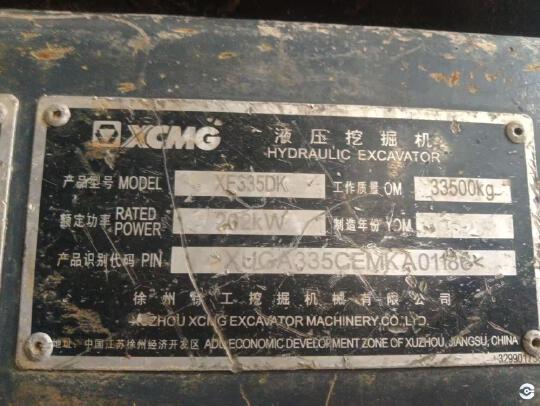 XCMG 液压挖掘机
HYDRAULIC EXCAVATOR
产品型号 MODEL XE335DK 工作质量 OM 33500kg
额定功率 RATED POWER 202kW 制造年份 YOM
产品识别代码 PIN
徐州 工挖掘机械有限公司
XUZHOU XCMG EXCAVATOR MACHINERY CO.,LTD.
地址: 中国江苏徐州经济开发区 ADD: ECONOMIC DEVELOPMENT ZONE OF XUZHOU, JIANGSU, CHINA